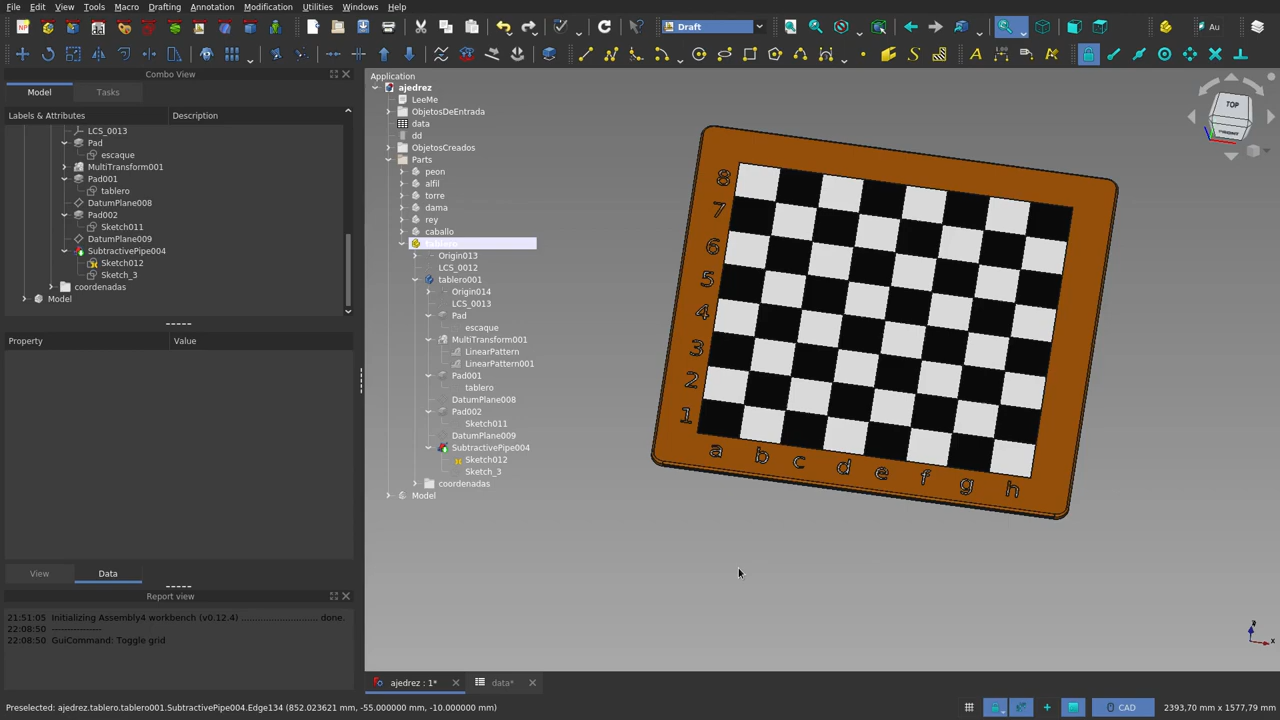 File Edit View Tools Macro Drafting Annotation Modification Utilities Windows Help
Draft
Au
1.00
Combo View
Model Tasks
Labels & Attributes Description
LCS_0013
Pad
escaque
MultiTransform001
Pad001
tablero
DatumPlane008
Pad002
Sketch011
DatumPlane009
SubtractivePipe004
Sketch012
Sketch_3
coordenadas
Model
Property Value
View Data
Report view
21:51:05 Initializing Assembly4 workbench (v0.12.4) ............................ done.
22:08:50 ----------------
22:08:50 GuiCommand: Toggle grid
Application
ajedrez
LeeMe
ObjetosDeEntrada
data
dd
ObjetosCreados
Parts
peon
alfil
torre
dama
rey
caballo
tablero
Origin013
LCS_0012
tablero001
Origin014
LCS_0013
Pad
escaque
MultiTransform001
LinearPattern
LinearPattern001
Pad001
tablero
DatumPlane008
Pad002
Sketch011
DatumPlane009
SubtractivePipe004
Sketch012
Sketch_3
coordenadas
Model
8
7
6
5
4
3
2
1
a b c d e f g h
TOP
x
ajedrez : 1* data*
Preselected: ajedrez.tablero.tablero001.SubtractivePipe004.Edge134 (852.023621 mm, -55.000000 mm, -10.000000 mm)
CAD
2393,70 mm x 1577,79 mm